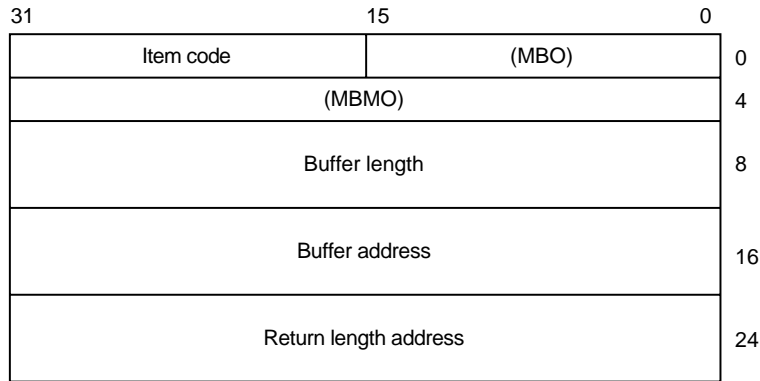 31 15 0
Item code (MBO) 0
(MBMO) 4
Buffer length 8
Buffer address 16
Return length address 24